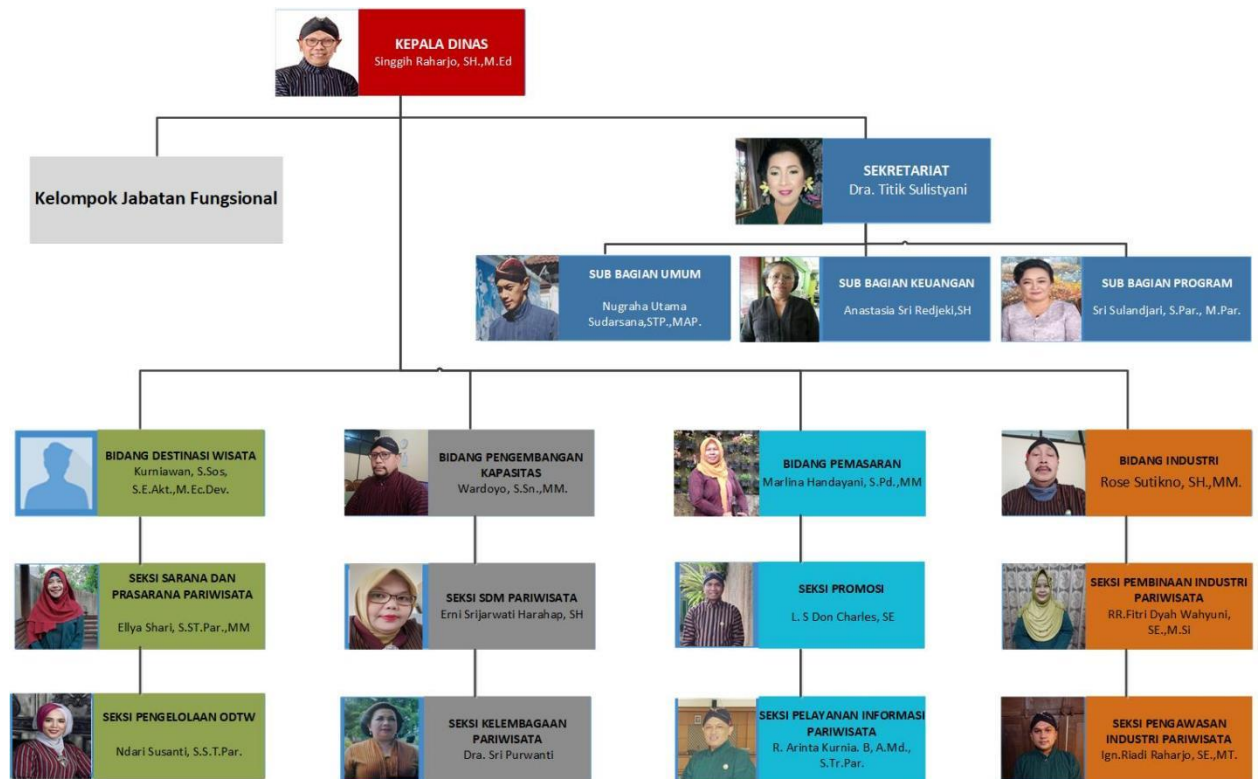 KEPALA DINAS
Singgih Raharjo, SH.,M.Ed
Kelompok Jabatan Fungsional
SEKRETARIAT
Dra. Titik Sulistyani
SUB BAGIAN UMUM
Nugraha Utama
Sudarsana,STP.,MAP.
SUB BAGIAN KEUANGAN
Anastasia Sri Redjeki,SH
SUB BAGIAN PROGRAM
Sri Sulandjari, S.Par., M.Par.
BIDANG DESTINASI WISATA
Kurniawan, S.Sos,
S.E.Akt.,M.Ec.Dev.
BIDANG PENGEMBANGAN
KAPASITAS
Wardoyo, S.Sn.,MM.
BIDANG PEMASARAN
Marlina Handayani, S.Pd.,MM
BIDANG INDUSTRI
Rose Sutikno, SH.,MM.
SEKSI SARANA DAN
PRASARANA PARIWISATA
Ellya Shari, S.ST.Par.,MM
SEKSI SDM PARIWISATA
Erni Srijarwati Harahap, SH
SEKSI PROMOSI
L. S Don Charles, SE
SEKSI PEMBINAAN INDUSTRI
PARIWISATA
RR.Fitri Dyah Wahyuni,
SE.,M.Si
SEKSI PENGELOLAAN ODTW
Ndari Susanti, S.S.T.Par.
SEKSI KELEMBAGAAN
PARIWISATA
Dra. Sri Purwanti
SEKSI PELAYANAN INFORMASI
PARIWISATA
R. Arinta Kurnia. B, A.Md.,
S.Tr.Par.
SEKSI PENGAWASAN
INDUSTRI PARIWISATA
Ign.Riadi Raharjo, SE.,MT.